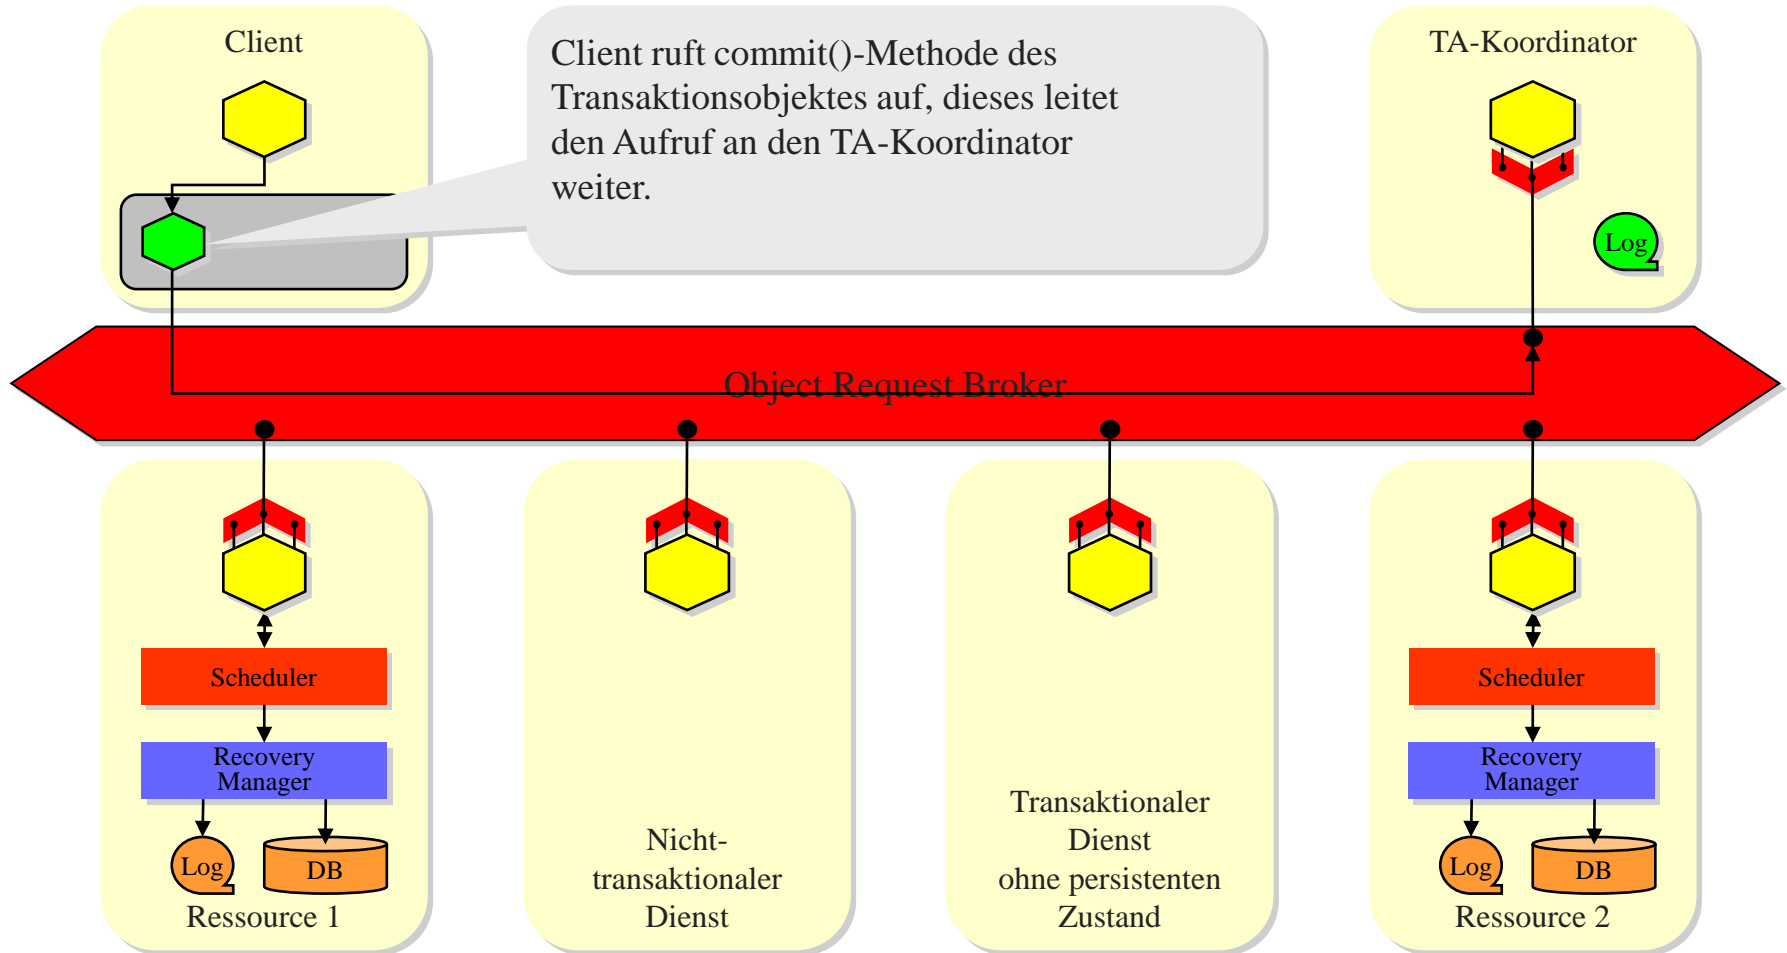 Client
Client ruft commit()-Methode des
Transaktionsobjektes auf, dieses leitet
den Aufruf an den TA-Koordinator
weiter.
TA-Koordinator
Log
Object Request Broker
Scheduler
Recovery
Manager
Log
DB
Ressource 1
Nicht-
transaktionaler
Dienst
Transaktionaler
Dienst
ohne persistenten
Zustand
Scheduler
Recovery
Manager
Log
DB
Ressource 2